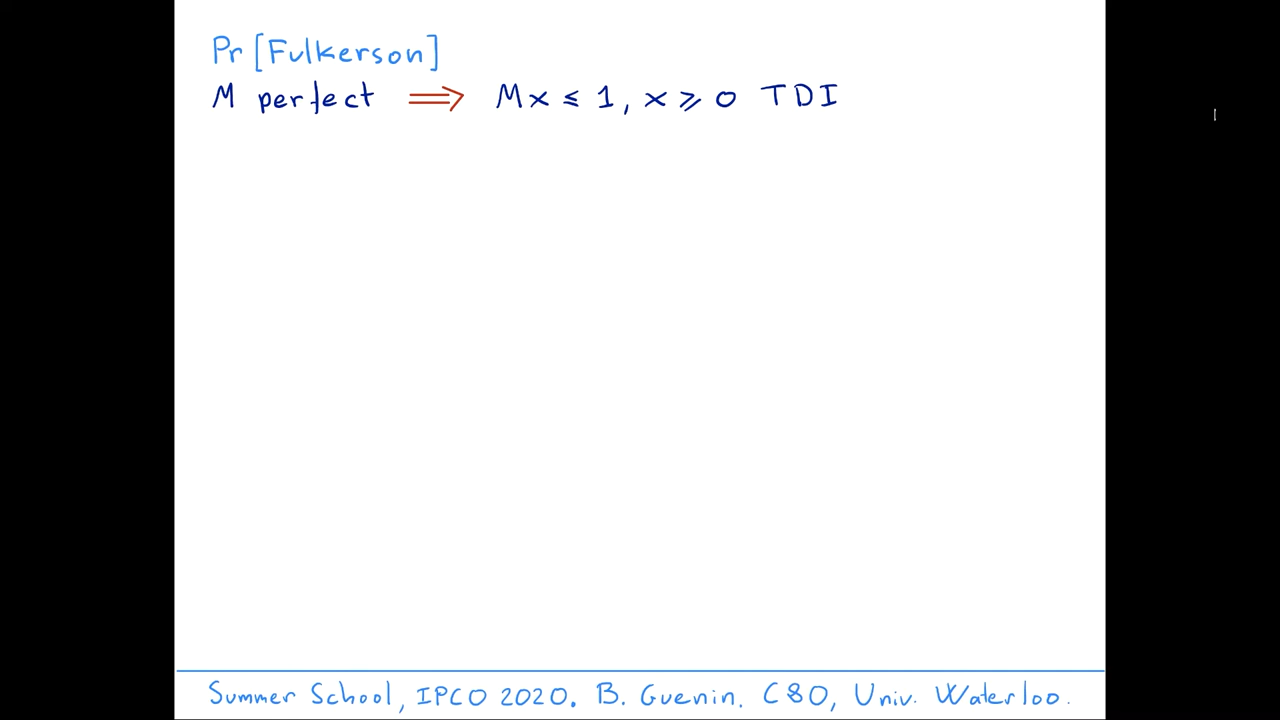 Pr [Fulkerson]
M perfect ⟹ Mx ≤ 1, x ≥ 0 TDI
Summer School, IPCO 2020. B. Guenin. C&O, Univ. Waterloo.